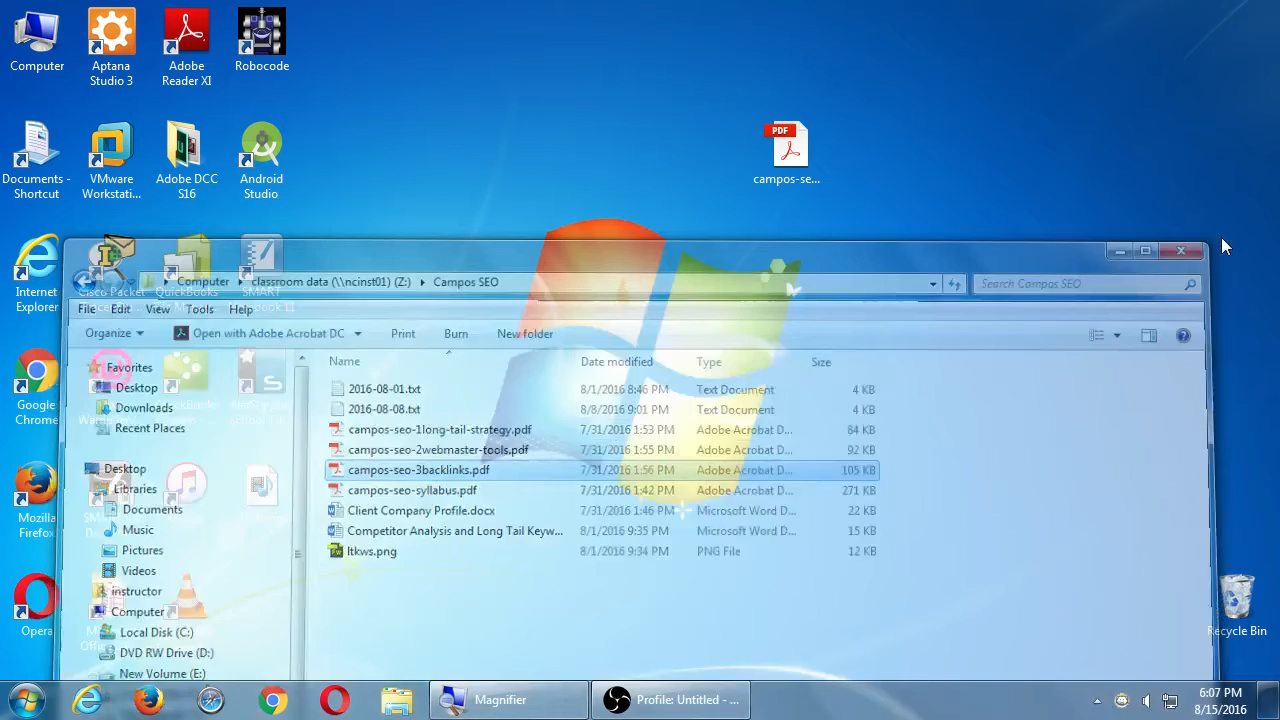 Computer
Aptana
Studio 3
Adobe
Reader XI
Robocode
Documents -
Shortcut
VMware
Workstati...
Adobe DCC
S16
Android
Studio
PDF
campos-se...
Internet
Explorer
Google
Chrome
Mozilla
Firefox
Opera
Recycle Bin
Computer
classroom data (\\ncinst01) (Z:)
Campos SEO
Search Campos SEO
File Edit View Tools Help
Organize
Open with Adobe Acrobat DC
Print
Burn
New folder
Favorites
Desktop
Downloads
Recent Places
Desktop
Libraries
Documents
Music
Pictures
Videos
instructor
Computer
Local Disk (C:)
DVD RW Drive (D:)
New Volume (E:)
Name Date modified Type Size
2016-08-01.txt 8/1/2016 8:46 PM Text Document 4 KB
2016-08-08.txt 8/8/2016 9:01 PM Text Document 4 KB
campos-seo-1long-tail-strategy.pdf 7/31/2016 1:53 PM Adobe Acrobat D... 84 KB
campos-seo-2webmaster-tools.pdf 7/31/2016 1:55 PM Adobe Acrobat D... 92 KB
campos-seo-3backlinks.pdf 7/31/2016 1:56 PM Adobe Acrobat D... 105 KB
campos-seo-syllabus.pdf 7/31/2016 1:42 PM Adobe Acrobat D... 271 KB
Client Company Profile.docx 7/31/2016 1:46 PM Microsoft Word D... 22 KB
Competitor Analysis and Long Tail Keyw... 8/1/2016 9:35 PM Microsoft Word D... 15 KB
ltkws.png 8/1/2016 9:34 PM PNG File 12 KB
Magnifier
Profile: Untitled - ...
6:07 PM
8/15/2016